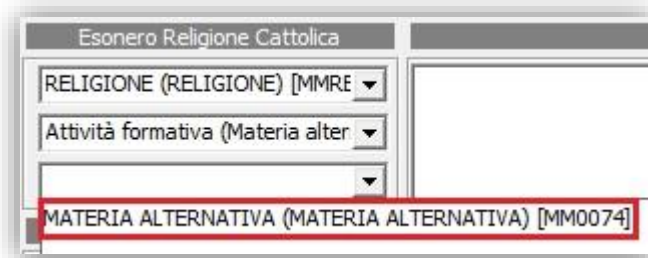 Esonero Religione Cattolica
RELIGIONE (RELIGIONE) [MMRE
Attività formativa (Materia alter
MATERIA ALTERNATIVA (MATERIA ALTERNATIVA) [MM0074]